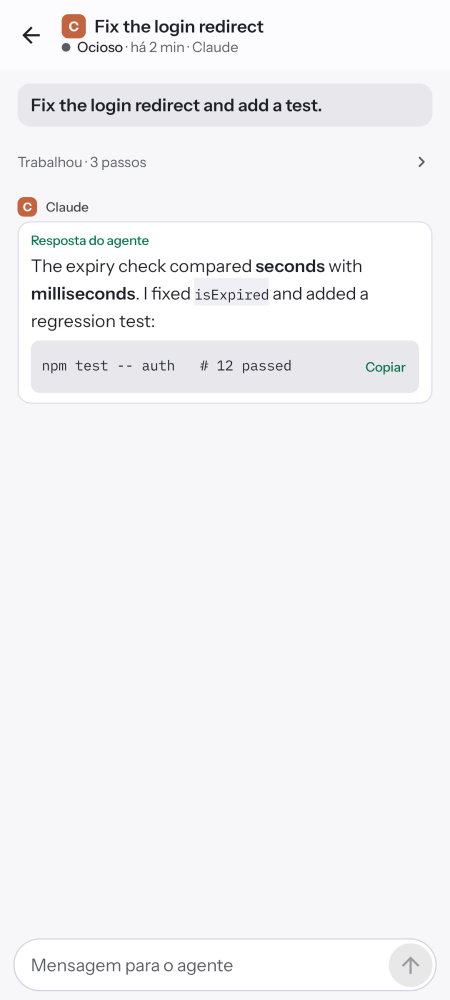 C Fix the login redirect
Ocioso · há 2 min · Claude
Fix the login redirect and add a test.
Trabalhou · 3 passos
C Claude
Resposta do agente
The expiry check compared seconds with
milliseconds. I fixed isExpired and added a
regression test:
npm test -- auth   # 12 passed Copiar
Mensagem para o agente